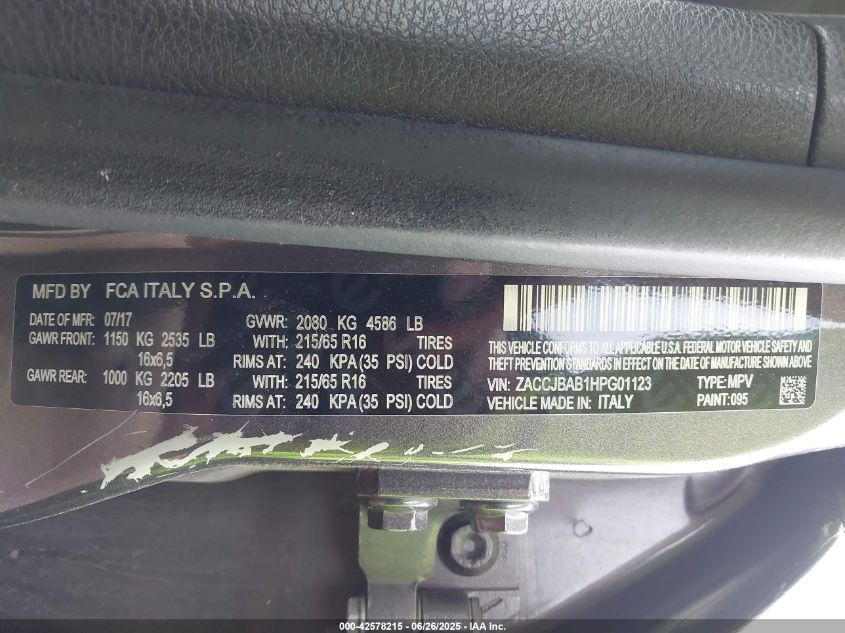 MFD BY FCA ITALY S.P.A.
DATE OF MFR: 07/17 GVWR: 2080 KG 4586 LB
GAWR FRONT: 1150 KG 2535 LB WITH: 215/65 R16 TIRES
16x6,5 RIMS AT: 240 KPA (35 PSI) COLD
GAWR REAR: 1000 KG 2205 LB WITH: 215/65 R16 TIRES
16x6,5 RIMS AT: 240 KPA (35 PSI) COLD
THIS VEHICLE CONFORMS TO ALL APPLICABLE U.S.A. FEDERAL MOTOR VEHICLE SAFETY AND
THEFT PREVENTION STANDARDS IN EFFECT ON THE DATE OF MANUFACTURE SHOWN ABOVE
VIN: ZACCJBAB1HPG01123 TYPE: MPV
VEHICLE MADE IN: ITALY PAINT: 095
000-42578215 - 06/26/2025 - IAA Inc.